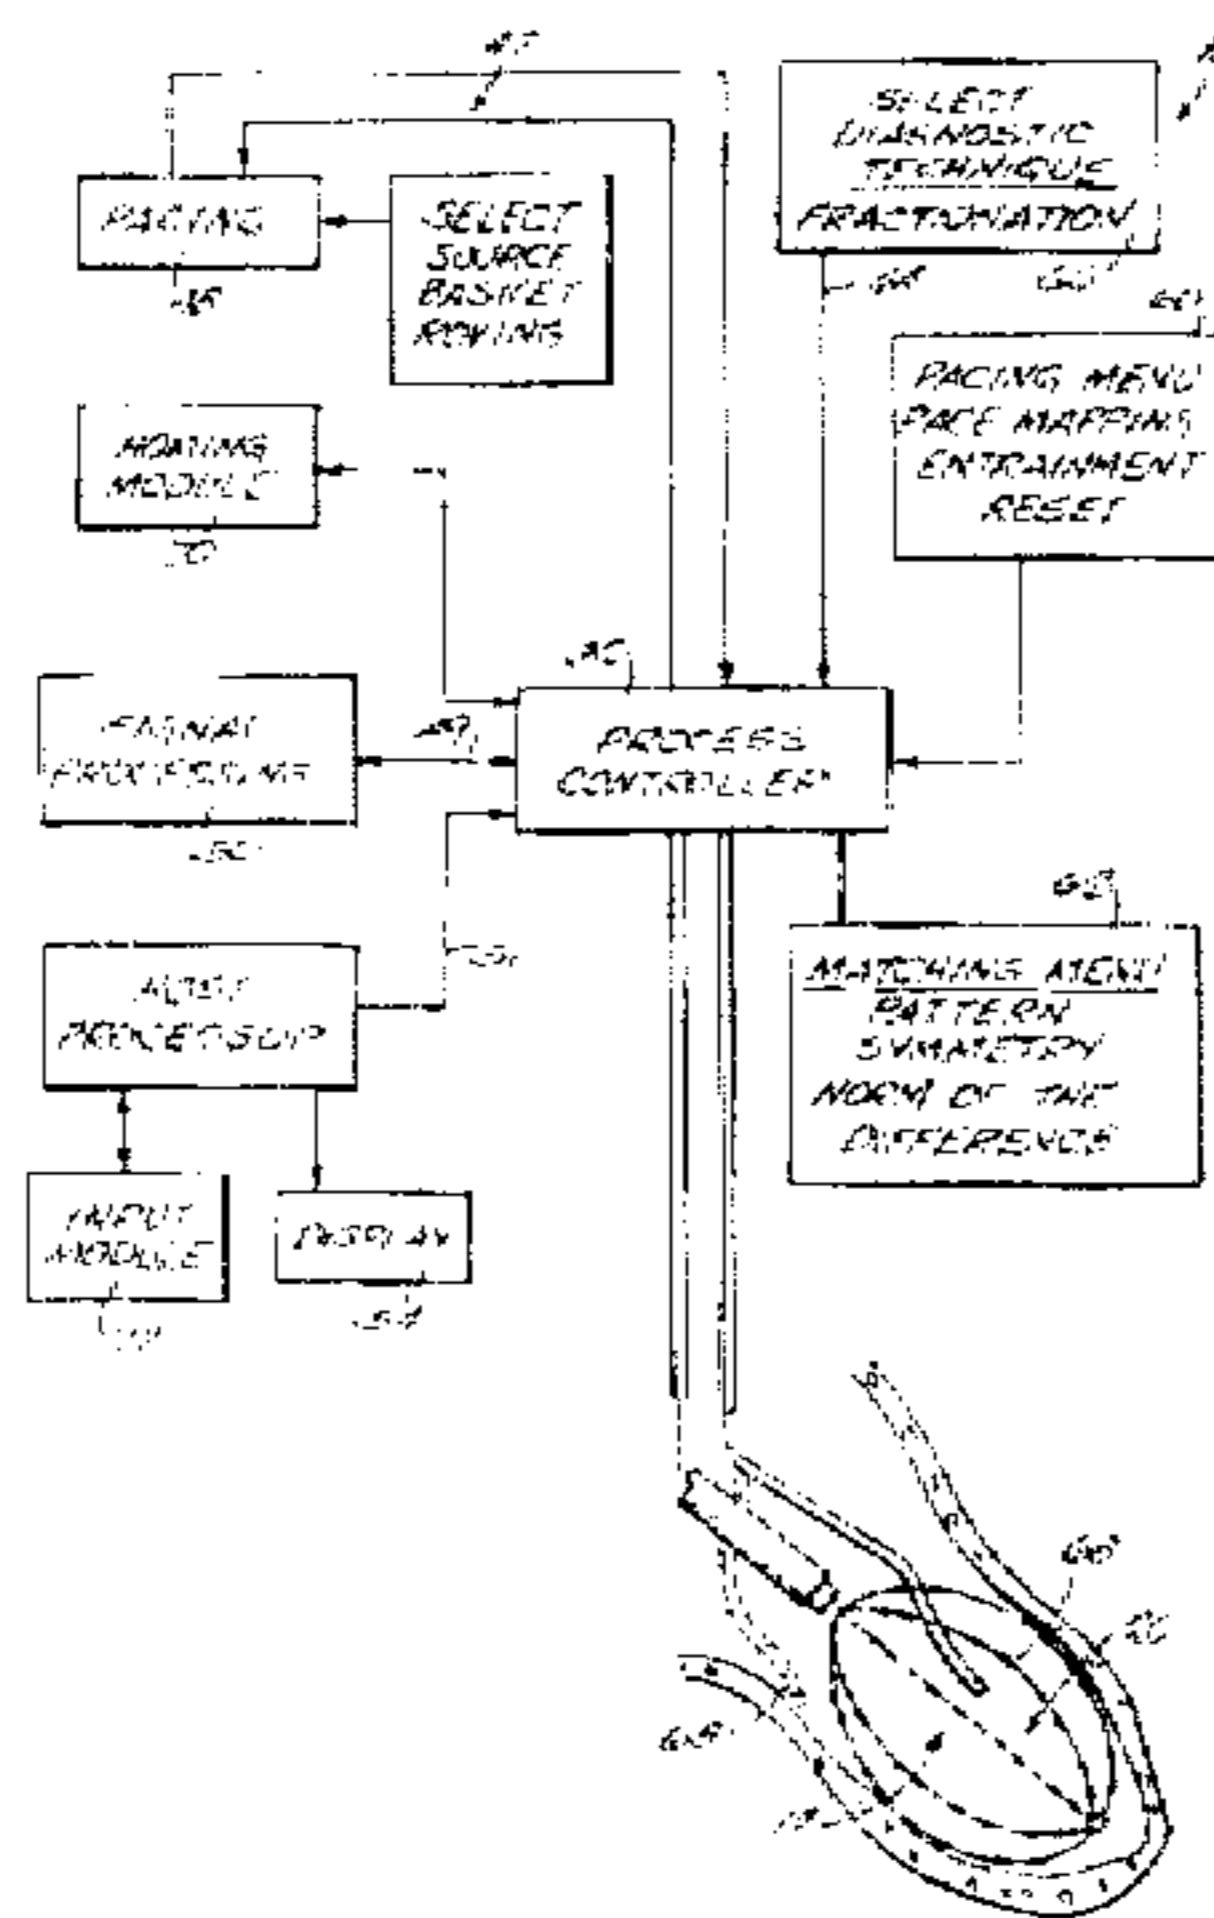 SELECT
DIAGNOSTIC
TECHNIQUE
FRACTIONATION
PACING
SELECT
SOURCE
BASKET
ROVING
PACING MENU
PACE MAPPING
ENTRAINMENT
RESET
HOMING
MODULE
SIGNAL
PROCESSING
PROCESS
CONTROLLER
HOST
PROCESSOR
MATCHING MENU
PATTERN
SYMMETRY
NORM OF THE
DIFFERENCE
INPUT
MODULE
DISPLAY
54